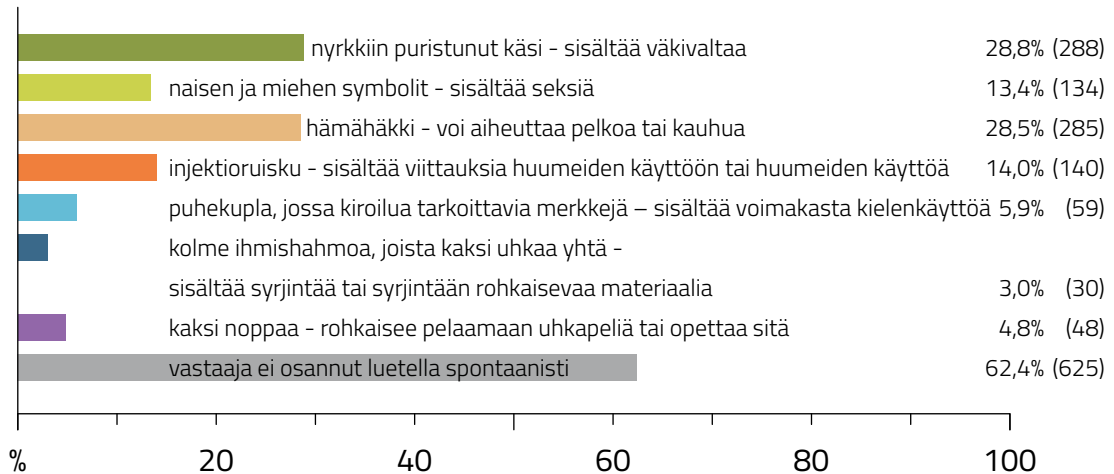 nyrkkiin puristunut käsi - sisältää väkivaltaa 28,8% (288)
naisen ja miehen symbolit - sisältää seksiä 13,4% (134)
hämähäkki - voi aiheuttaa pelkoa tai kauhua 28,5% (285)
injektioruisku - sisältää viittauksia huumeiden käyttöön tai huumeiden käyttöä 14,0% (140)
puhekupla, jossa kiroilua tarkoittavia merkkejä – sisältää voimakasta kielenkäyttöä 5,9% (59)
kolme ihmishahmoa, joista kaksi uhkaa yhtä -
sisältää syrjintää tai syrjintään rohkaisevaa materiaalia 3,0% (30)
kaksi noppaa - rohkaisee pelaamaan uhkapeliä tai opettaa sitä 4,8% (48)
vastaaja ei osannut luetella spontaanisti 62,4% (625)
% 20 40 60 80 100